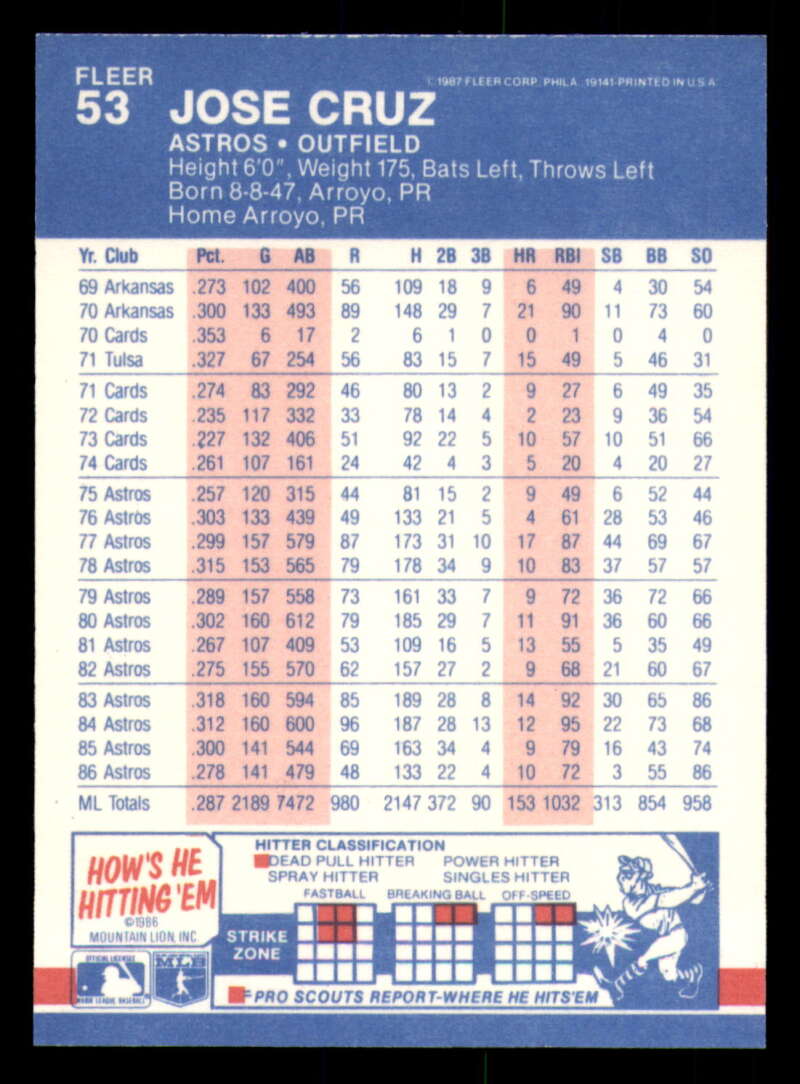 FLEER
53 JOSE CRUZ
© 1987 FLEER CORP. PHILA. 19141-PRINTED IN U.S.A.
ASTROS • OUTFIELD
Height 6'0", Weight 175, Bats Left, Throws Left
Born 8-8-47, Arroyo, PR
Home Arroyo, PR
Yr. Club Pct. G AB R H 2B 3B HR RBI SB BB SO
69 Arkansas .273 102 400 56 109 18 9 6 49 4 30 54
70 Arkansas .300 133 493 89 148 29 7 21 90 11 73 60
70 Cards .353 6 17 2 6 1 0 0 1 0 4 0
71 Tulsa .327 67 254 56 83 15 7 15 49 5 46 31
71 Cards .274 83 292 46 80 13 2 9 27 6 49 35
72 Cards .235 117 332 33 78 14 4 2 23 9 36 54
73 Cards .227 132 406 51 92 22 5 10 57 10 51 66
74 Cards .261 107 161 24 42 4 3 5 20 4 20 27
75 Astros .257 120 315 44 81 15 2 9 49 6 52 44
76 Astros .303 133 439 49 133 21 5 4 61 28 53 46
77 Astros .299 157 579 87 173 31 10 17 87 44 69 67
78 Astros .315 153 565 79 178 34 9 10 83 37 57 57
79 Astros .289 157 558 73 161 33 7 9 72 36 72 66
80 Astros .302 160 612 79 185 29 7 11 91 36 60 66
81 Astros .267 107 409 53 109 16 5 13 55 5 35 49
82 Astros .275 155 570 62 157 27 2 9 68 21 60 67
83 Astros .318 160 594 85 189 28 8 14 92 30 65 86
84 Astros .312 160 600 96 187 28 13 12 95 22 73 68
85 Astros .300 141 544 69 163 34 4 9 79 16 43 74
86 Astros .278 141 479 48 133 22 4 10 72 3 55 86
ML Totals .287 2189 7472 980 2147 372 90 153 1032 313 854 958
HOW'S HE
HITTING 'EM
©1986
MOUNTAIN LION, INC.
OFFICIAL LICENSEE
MAJOR LEAGUE BASEBALL
MLB
HITTER CLASSIFICATION
DEAD PULL HITTER POWER HITTER
SPRAY HITTER SINGLES HITTER
FASTBALL BREAKING BALL OFF-SPEED
STRIKE
ZONE
=PRO SCOUTS REPORT-WHERE HE HITS'EM